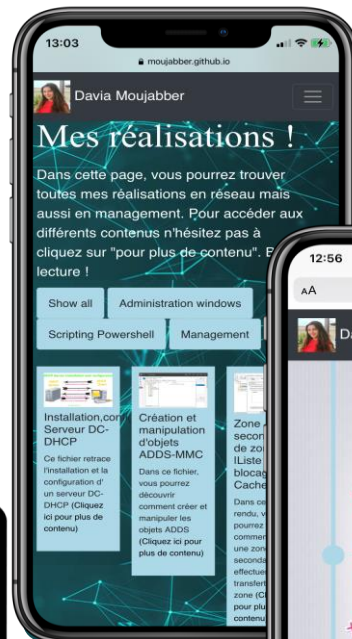 13:03
moujabber.github.io
Davia Moujabber
Mes réalisations !
Dans cette page, vous pourrez trouver
toutes mes réalisations en réseau mais
aussi en management. Pour accéder aux
différents contenus n'hésitez pas à
cliquez sur "pour plus de contenu".
lecture !
Show all
Administration windows
Scripting Powershell
Management
Installation,con
Serveur DC-
DHCP
Ce fichier retrace
l'installation et la
configuration d'
un serveur DC-
DHCP (Cliquez
ici pour plus de
contenu)
Création et
manipulation
d'objets
ADDS-MMC
Dans ce fichier,
vous pourrez
découvrir
comment créer et
manipuler les
objets ADDS
(Cliquez ici pour
plus de contenu)
Zone
secon
de zo
lListe
blocag
Cache
Dans ce
rendu, v
pourrez
commen
une zon
seconda
effectue
transfert
zone (Cl
pour plu
contenu
12:56
AA
Da